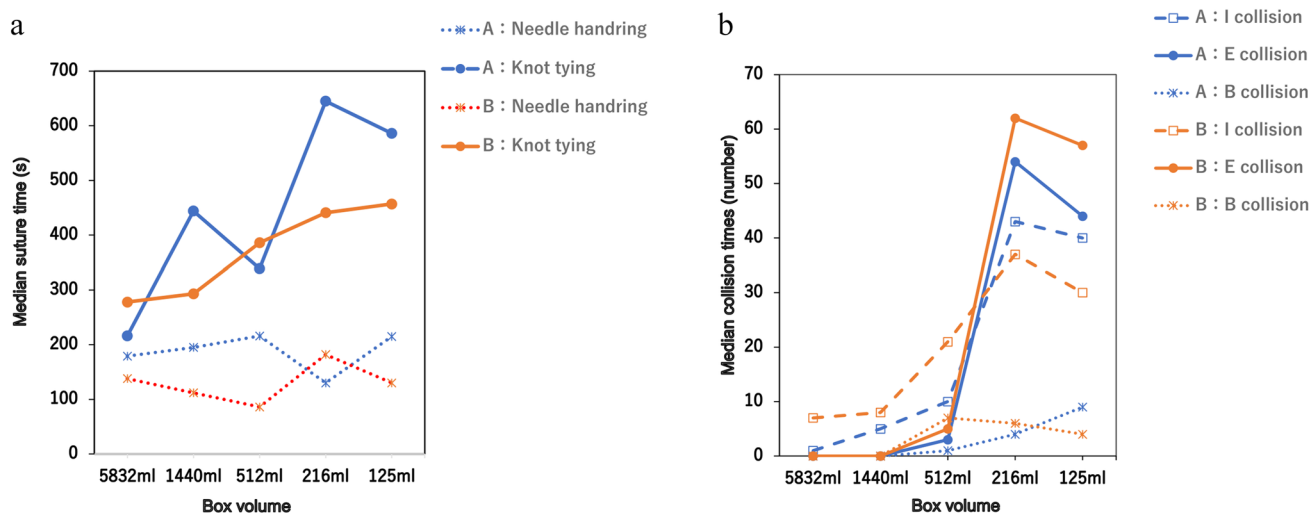 a
A：Needle handring
A：Knot tying
B：Needle handring
B：Knot tying
700
600
500
400
300
200
100
0
Median suture time (s)
5832ml 1440ml 512ml 216ml 125ml
Box volume
b
A：I collision
A：E collision
A：B collision
B：I collision
B：E collison
B：B collision
70
60
50
40
30
20
10
0
Median collision times (number)
5832ml 1440ml 512ml 216ml 125ml
Box volume